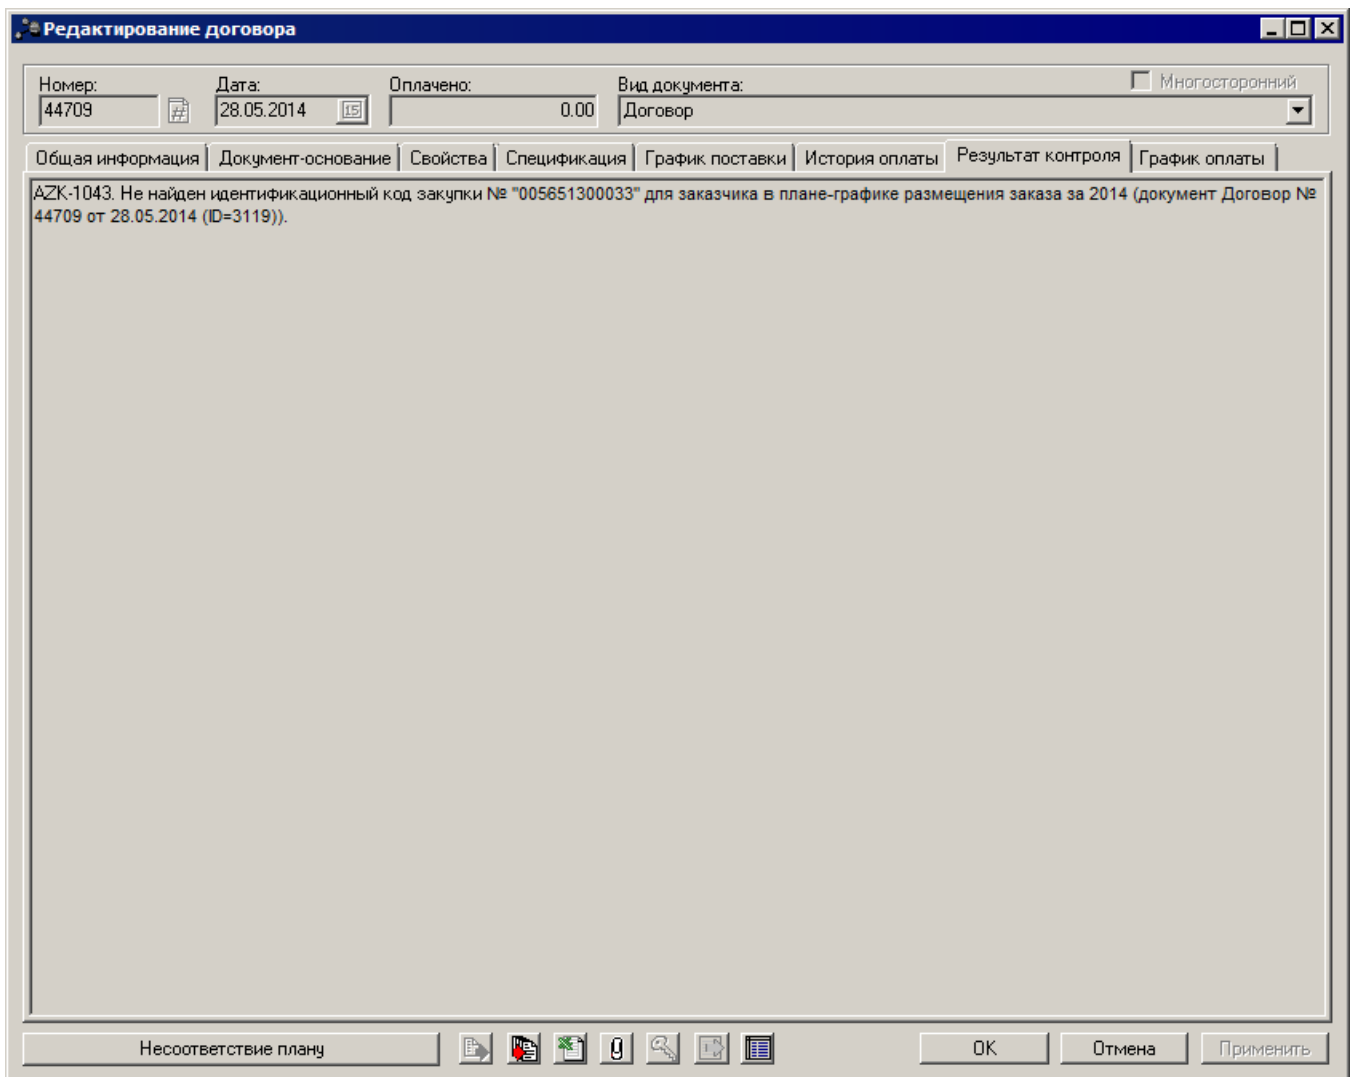 Редактирование договора
Номер: Дата: Оплачено: Вид документа: Многосторонний
44709 # 28.05.2014 15 0.00 Договор
Общая информация Документ-основание Свойства Спецификация График поставки История оплаты Результат контроля График оплаты
AZK-1043. Не найден идентификационный код закупки № "005651300033" для заказчика в плане-графике размещения заказа за 2014 (документ Договор №
44709 от 28.05.2014 (ID=3119)).
Несоответствие плану OK Отмена Применить